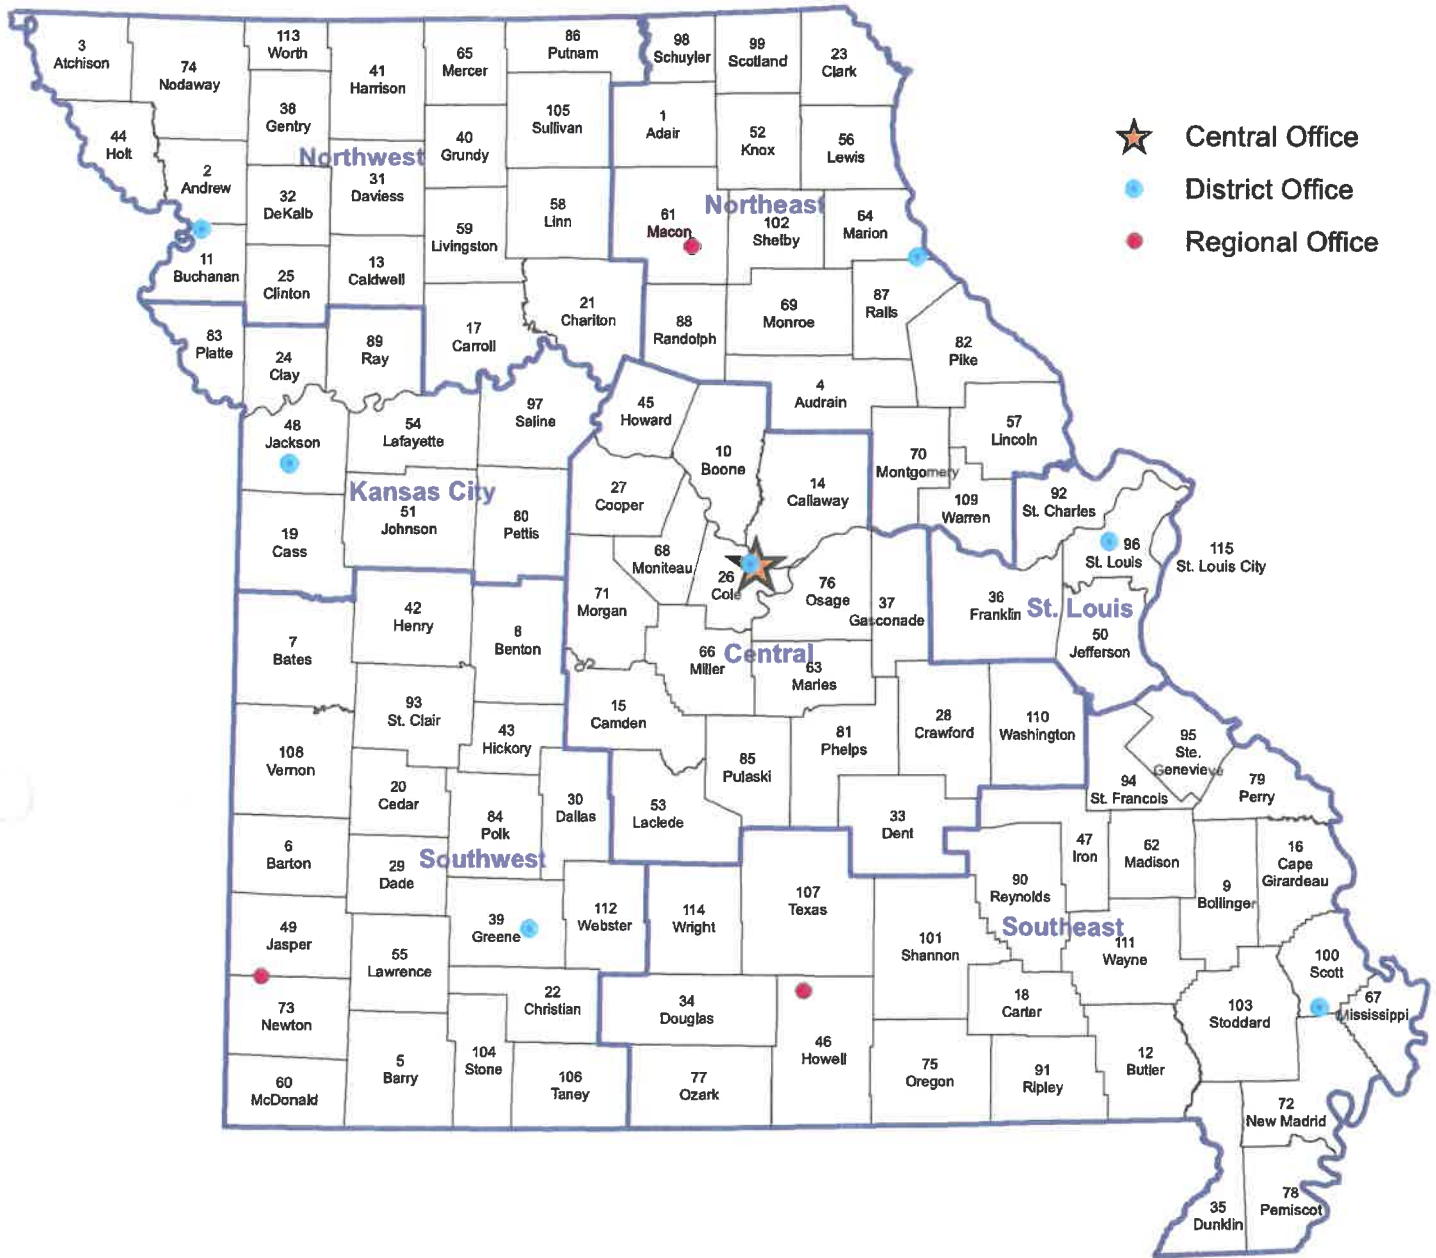 3
Atchison
74
Nodaway
113
Worth
41
Harrison
65
Mercer
86
Putnam
98
Schuyler
99
Scotland
23
Clark
44
Holt
38
Gentry
105
Sullivan
1
Adair
52
Knox
56
Lewis
40
Grundy
Northwest
2
Andrew
32
DeKalb
31
Daviess
59
Livingston
58
Linn
61
Macon
Northeast
102
Shelby
64
Marion
11
Buchanan
25
Clinton
13
Caldwell
21
Chariton
69
Monroe
87
Ralls
83
Platte
24
Clay
89
Ray
17
Carroll
88
Randolph
82
Pike
4
Audrain
Central Office
District Office
Regional Office
48
Jackson
54
Lafayette
97
Saline
45
Howard
10
Boone
57
Lincoln
70
Montgomery
Kansas City
51
Johnson
80
Pettis
27
Cooper
14
Callaway
109
Warren
92
St. Charles
19
Cass
68
Moniteau
26
Cole
96
St. Louis
115
St. Louis City
42
Henry
71
Morgan
76
Osage
37
Gasconade
36
Franklin
St. Louis
50
Jefferson
7
Bates
8
Benton
66
Miller
Central
63
Maries
93
St. Clair
43
Hickory
15
Camden
81
Phelps
28
Crawford
110
Washington
95
Ste.
Genevieve
108
Vernon
20
Cedar
84
Polk
30
Dallas
85
Pulaski
53
Laclede
33
Dent
94
St. Francois
79
Perry
6
Barton
29
Dade
Southwest
47
Iron
62
Madison
16
Cape
Girardeau
90
Reynolds
9
Bollinger
49
Jasper
39
Greene
112
Webster
114
Wright
107
Texas
Southeast
101
Shannon
111
Wayne
55
Lawrence
100
Scott
73
Newton
22
Christian
34
Douglas
18
Carter
103
Stoddard
67
Mississippi
60
McDonald
5
Barry
104
Stone
106
Taney
77
Ozark
46
Howell
75
Oregon
91
Ripley
12
Butler
72
New Madrid
35
Dunklin
78
Pemiscot